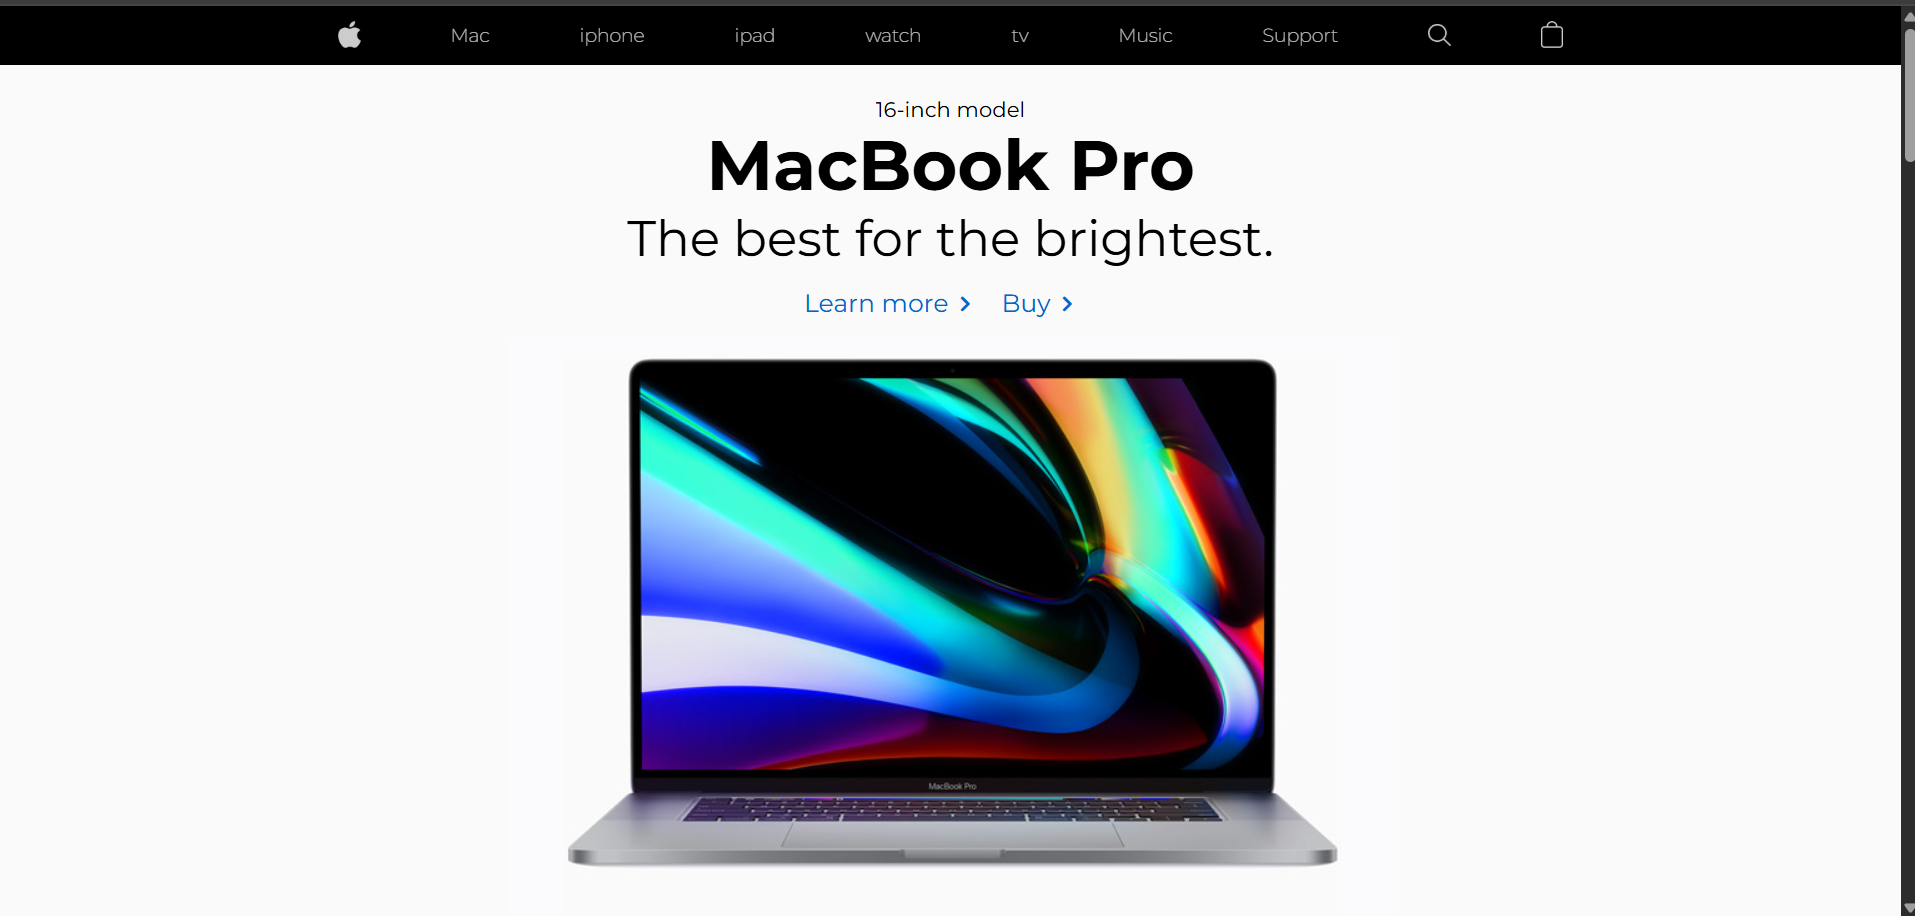 Mac iphone ipad watch tv Music Support
16-inch model
MacBook Pro
The best for the brightest.
Learn more Buy
MacBook Pro